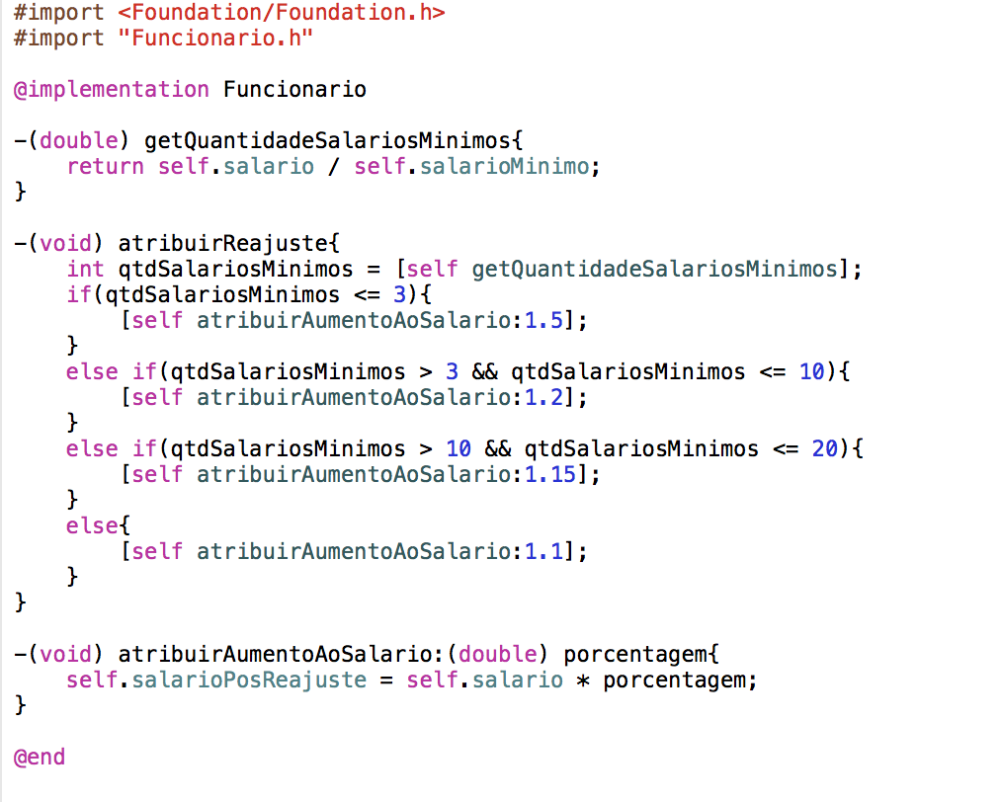 #import <Foundation/Foundation.h>
#import "Funcionario.h"

@implementation Funcionario

-(double) getQuantidadeSalariosMinimos{
    return self.salario / self.salarioMinimo;
}

-(void) atribuirReajuste{
    int qtdSalariosMinimos = [self getQuantidadeSalariosMinimos];
    if(qtdSalariosMinimos <= 3){
        [self atribuirAumentoAoSalario:1.5];
    }
    else if(qtdSalariosMinimos > 3 && qtdSalariosMinimos <= 10){
        [self atribuirAumentoAoSalario:1.2];
    }
    else if(qtdSalariosMinimos > 10 && qtdSalariosMinimos <= 20){
        [self atribuirAumentoAoSalario:1.15];
    }
    else{
        [self atribuirAumentoAoSalario:1.1];
    }
}

-(void) atribuirAumentoAoSalario:(double) porcentagem{
    self.salarioPosReajuste = self.salario * porcentagem;
}

@end